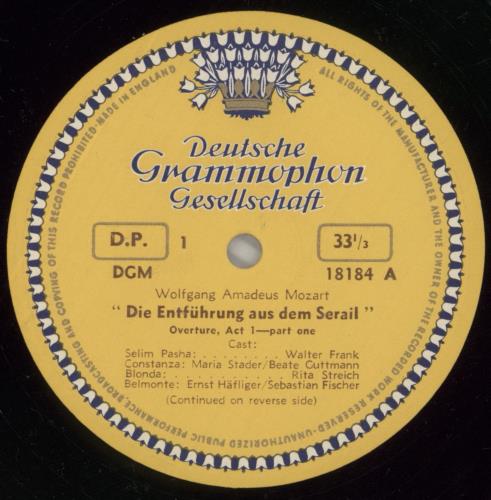 ALL RIGHTS OF THE MANUFACTURER AND THE OWNER OF THE RECORDED WORK RESERVED-UNAUTHORIZED PUBLIC PERFORMANCE, BROADCASTING AND COPYING OF THIS RECORD PROHIBITED-MADE IN ENGLAND
Deutsche
Grammophon
Gesellschaft
D.P. 1 33 1/3
DGM 18184 A
Wolfgang Amadeus Mozart
" Die Entführung aus dem Serail "
Overture, Act 1—part one
Cast:
Selim Pasha: . . . . . . . . Walter Frank
Constanza: Maria Stader/Beate Guttmann
Blonda: . . . . . . . . . . . Rita Streich
Belmonte: Ernst Häfliger/Sebastian Fischer
(Continued on reverse side)